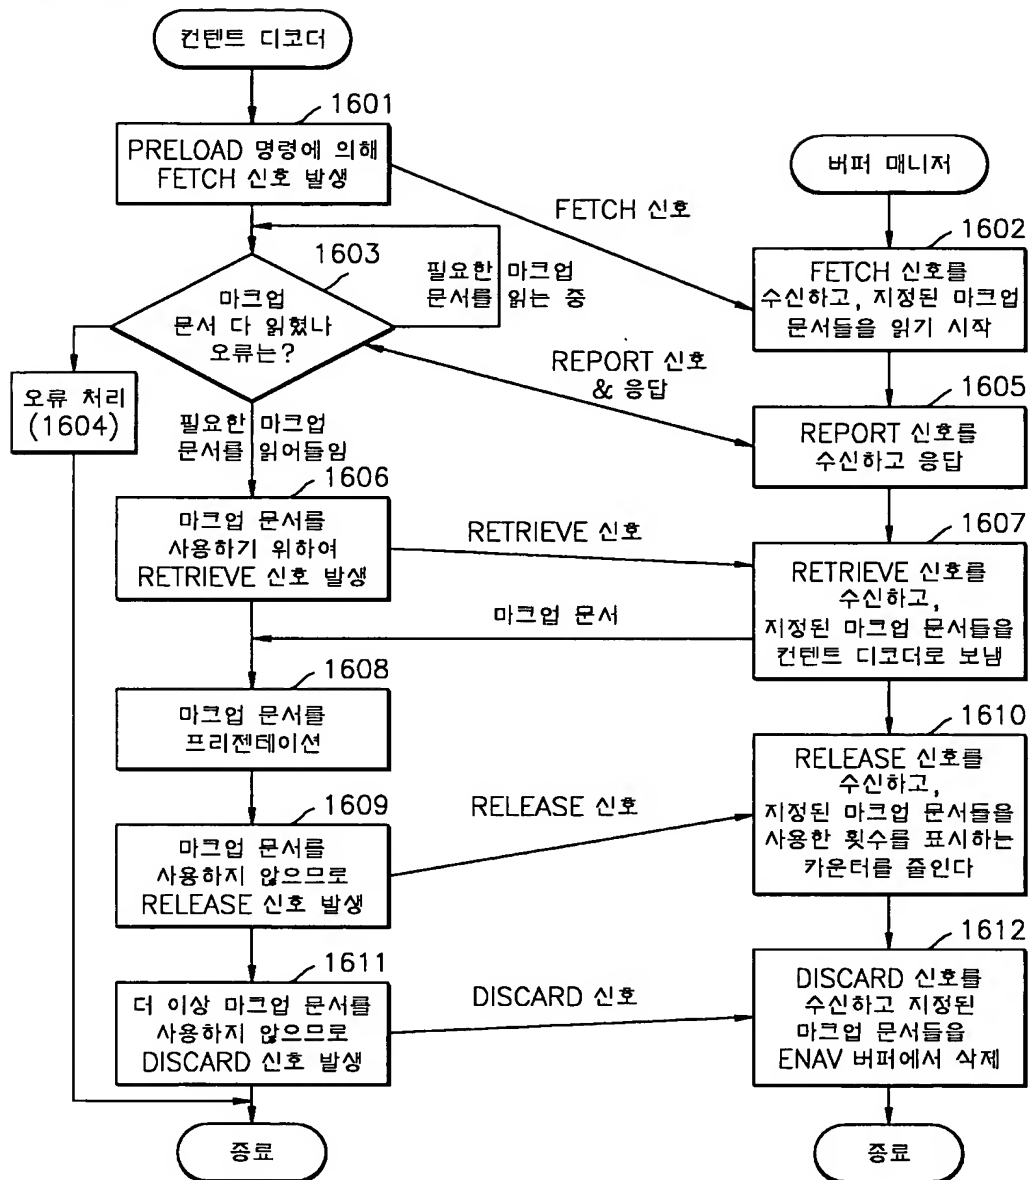 컨텐트 디코더
1601
PRELOAD 명령에 의해
FETCH 신호 발생
버퍼 매니저
FETCH 신호
1602
FETCH 신호를
수신하고, 지정된 마크업
문서들을 읽기 시작
1603
마크업
문서 다 읽혔나
오류는?
필요한 마크업
문서를 읽는 중
REPORT 신호
& 응답
오류 처리
(1604)
1605
REPORT 신호를
수신하고 응답
필요한 마크업
문서를 읽어들임
1606
마크업 문서를
사용하기 위하여
RETRIEVE 신호 발생
RETRIEVE 신호
1607
RETRIEVE 신호를
수신하고,
지정된 마크업 문서들을
컨텐트 디코더로 보냄
마크업 문서
1608
마크업 문서를
프리젠테이션
1609
마크업 문서를
사용하지 않으므로
RELEASE 신호 발생
RELEASE 신호
1610
RELEASE 신호를
수신하고,
지정된 마크업 문서들을
사용한 횟수를 표시하는
카운터를 줄인다
1611
더 이상 마크업 문서를
사용하지 않으므로
DISCARD 신호 발생
DISCARD 신호
1612
DISCARD 신호를
수신하고 지정된
마크업 문서들을
ENAV 버퍼에서 삭제
종료
종료